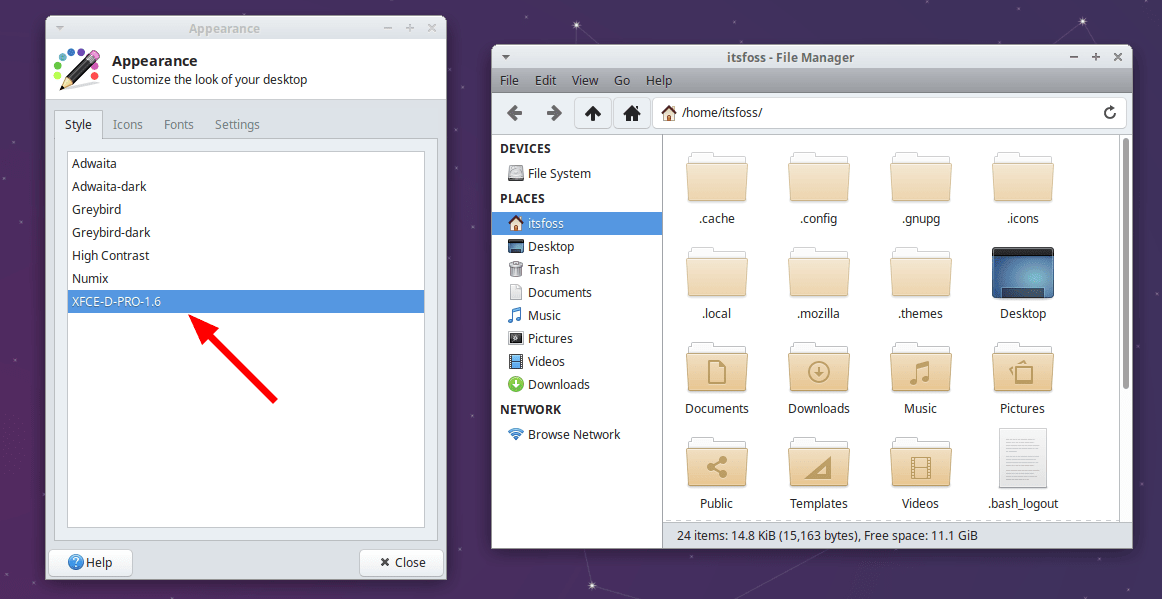 Appearance
Appearance
Customize the look of your desktop
Style Icons Fonts Settings
Adwaita
Adwaita-dark
Greybird
Greybird-dark
High Contrast
Numix
XFCE-D-PRO-1.6
Help Close
itsfoss - File Manager
File Edit View Go Help
/home/itsfoss/
DEVICES
File System
PLACES
itsfoss
Desktop
Trash
Documents
Music
Pictures
Videos
Downloads
NETWORK
Browse Network
.cache .config .gnupg .icons
.local .mozilla .themes Desktop
Documents Downloads Music Pictures
Public Templates Videos .bash_logout
24 items: 14.8 KiB (15,163 bytes), Free space: 11.1 GiB